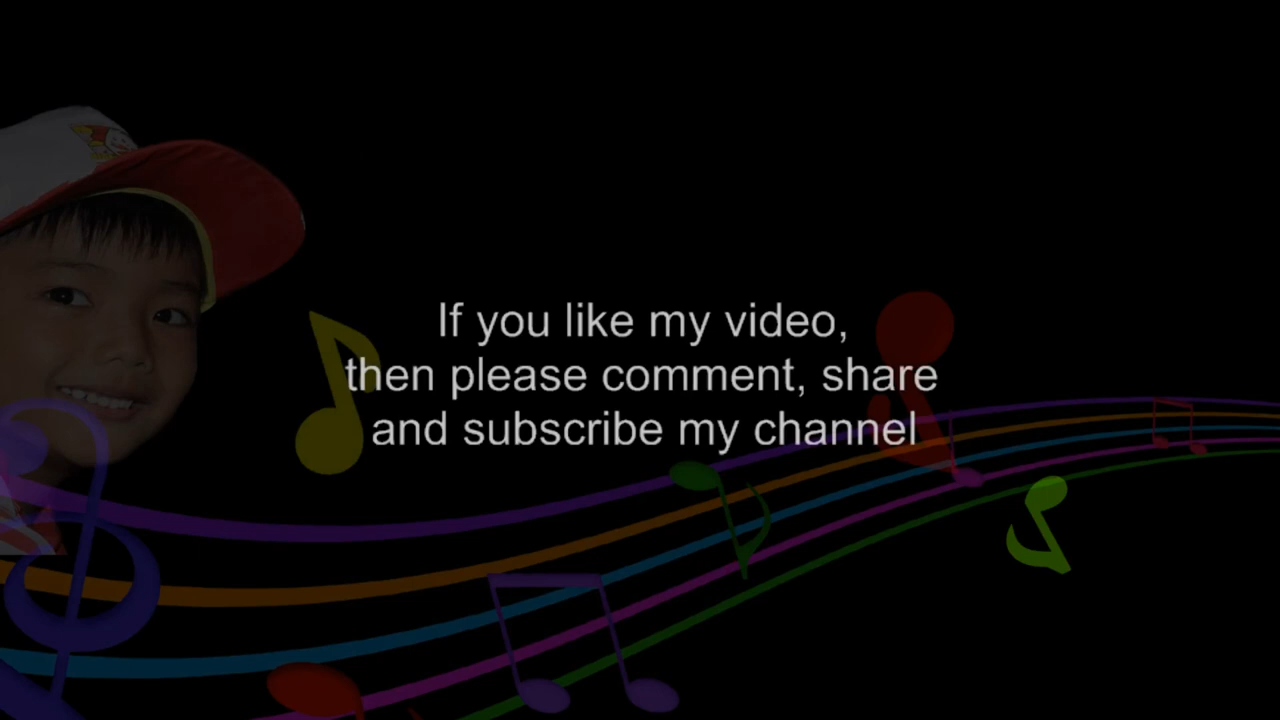 If you like my video,
then please comment, share
and subscribe my channel